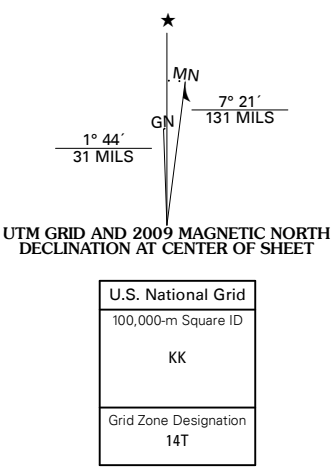 ★
MN
7° 21´
131 MILS
GN
1° 44´
31 MILS
UTM GRID AND 2009 MAGNETIC NORTH
DECLINATION AT CENTER OF SHEET
U.S. National Grid
100,000-m Square ID
KK
Grid Zone Designation
14T